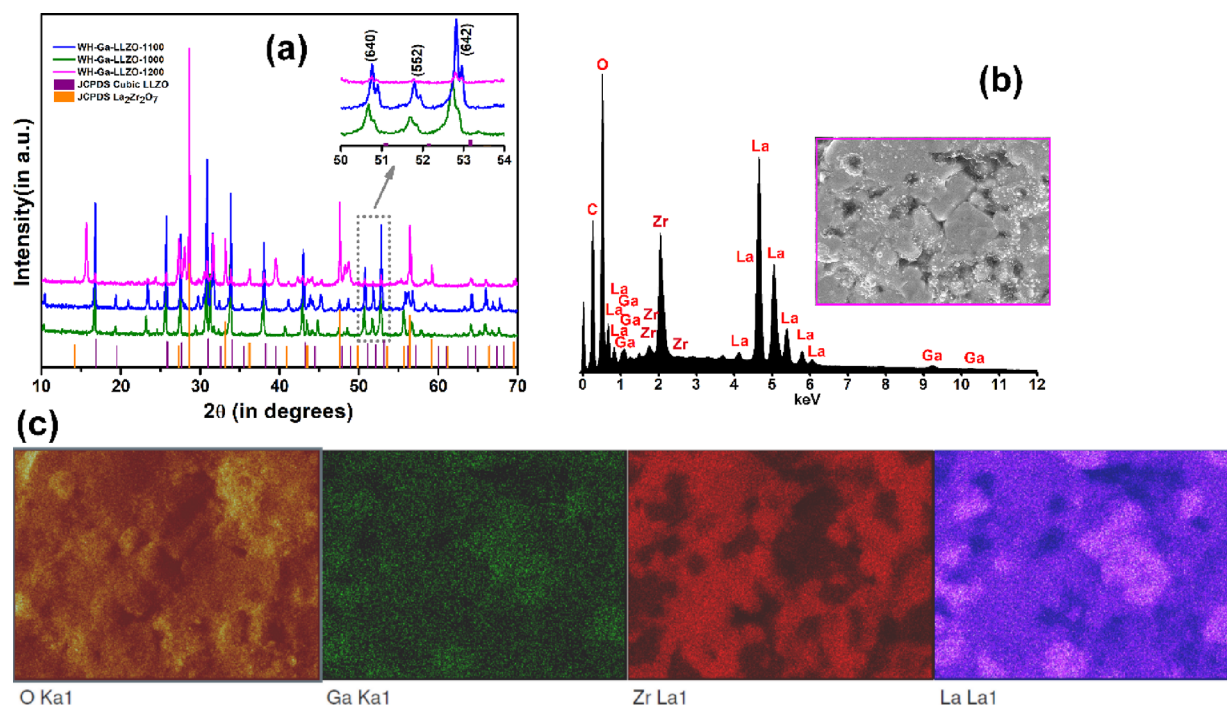 (a)
WH-Ga-LLZO-1100
WH-Ga-LLZO-1000
WH-Ga-LLZO-1200
JCPDS Cubic LLZO
JCPDS La2Zr2O7
(640)
(552)
(642)
50 51 52 53 54
Intensity(in a.u.)
10 20 30 40 50 60 70
2θ (in degrees)
(b)
O
C
Zr
La
La
La
La
La
La
La
Ga
La
Ga
La
Ga
Zr
Zr
Zr
La
La
Ga
Ga
0 1 2 3 4 5 6 7 8 9 10 11 12
keV
(c)
O Ka1
Ga Ka1
Zr La1
La La1